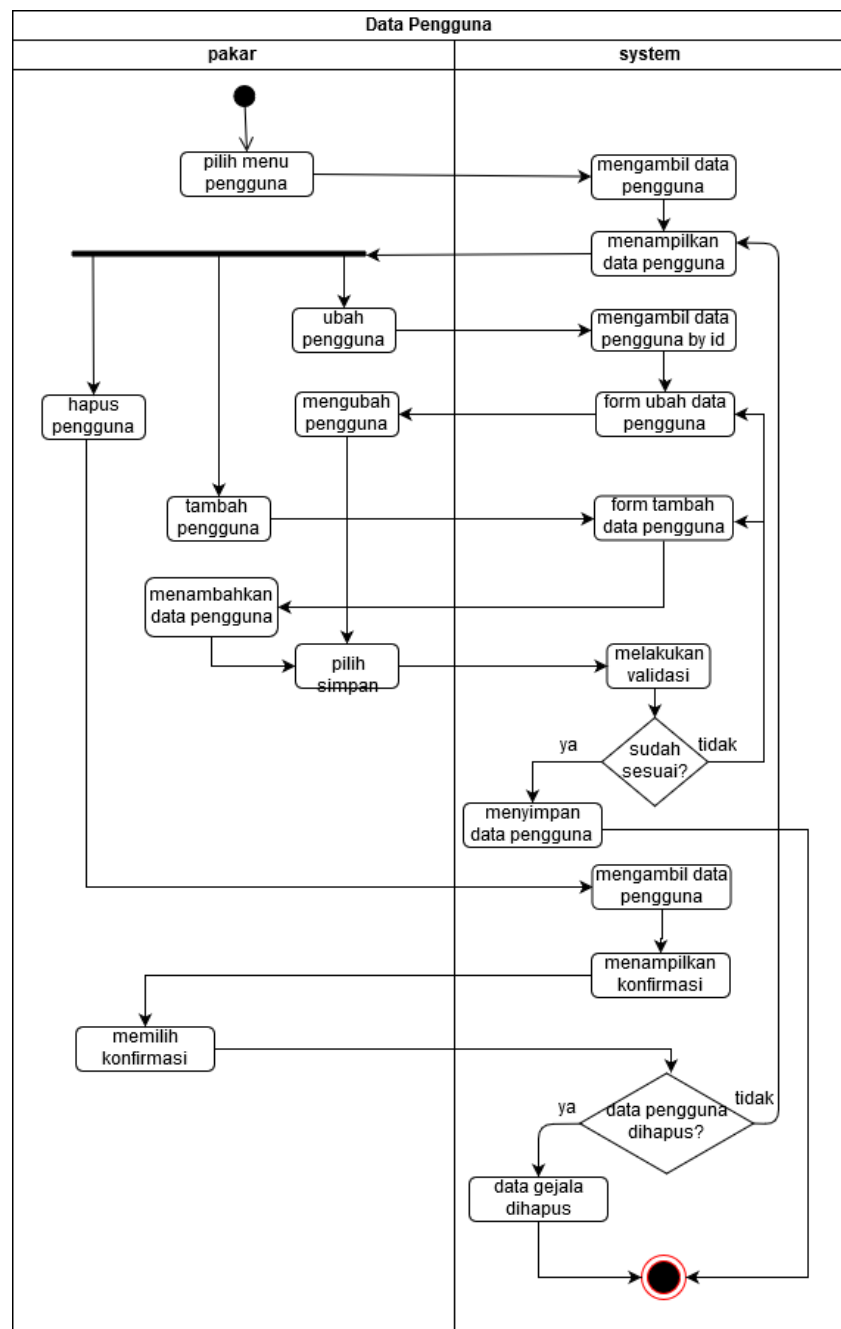 Data Pengguna
pakar
system
pilih menu
pengguna
mengambil data
pengguna
menampilkan
data pengguna
ubah
pengguna
mengambil data
pengguna by id
hapus
pengguna
mengubah
pengguna
form ubah data
pengguna
tambah
pengguna
form tambah
data pengguna
menambahkan
data pengguna
pilih
simpan
melakukan
validasi
ya
sudah
sesuai?
tidak
menyimpan
data pengguna
mengambil data
pengguna
menampilkan
konfirmasi
memilih
konfirmasi
ya
data pengguna
dihapus?
tidak
data gejala
dihapus